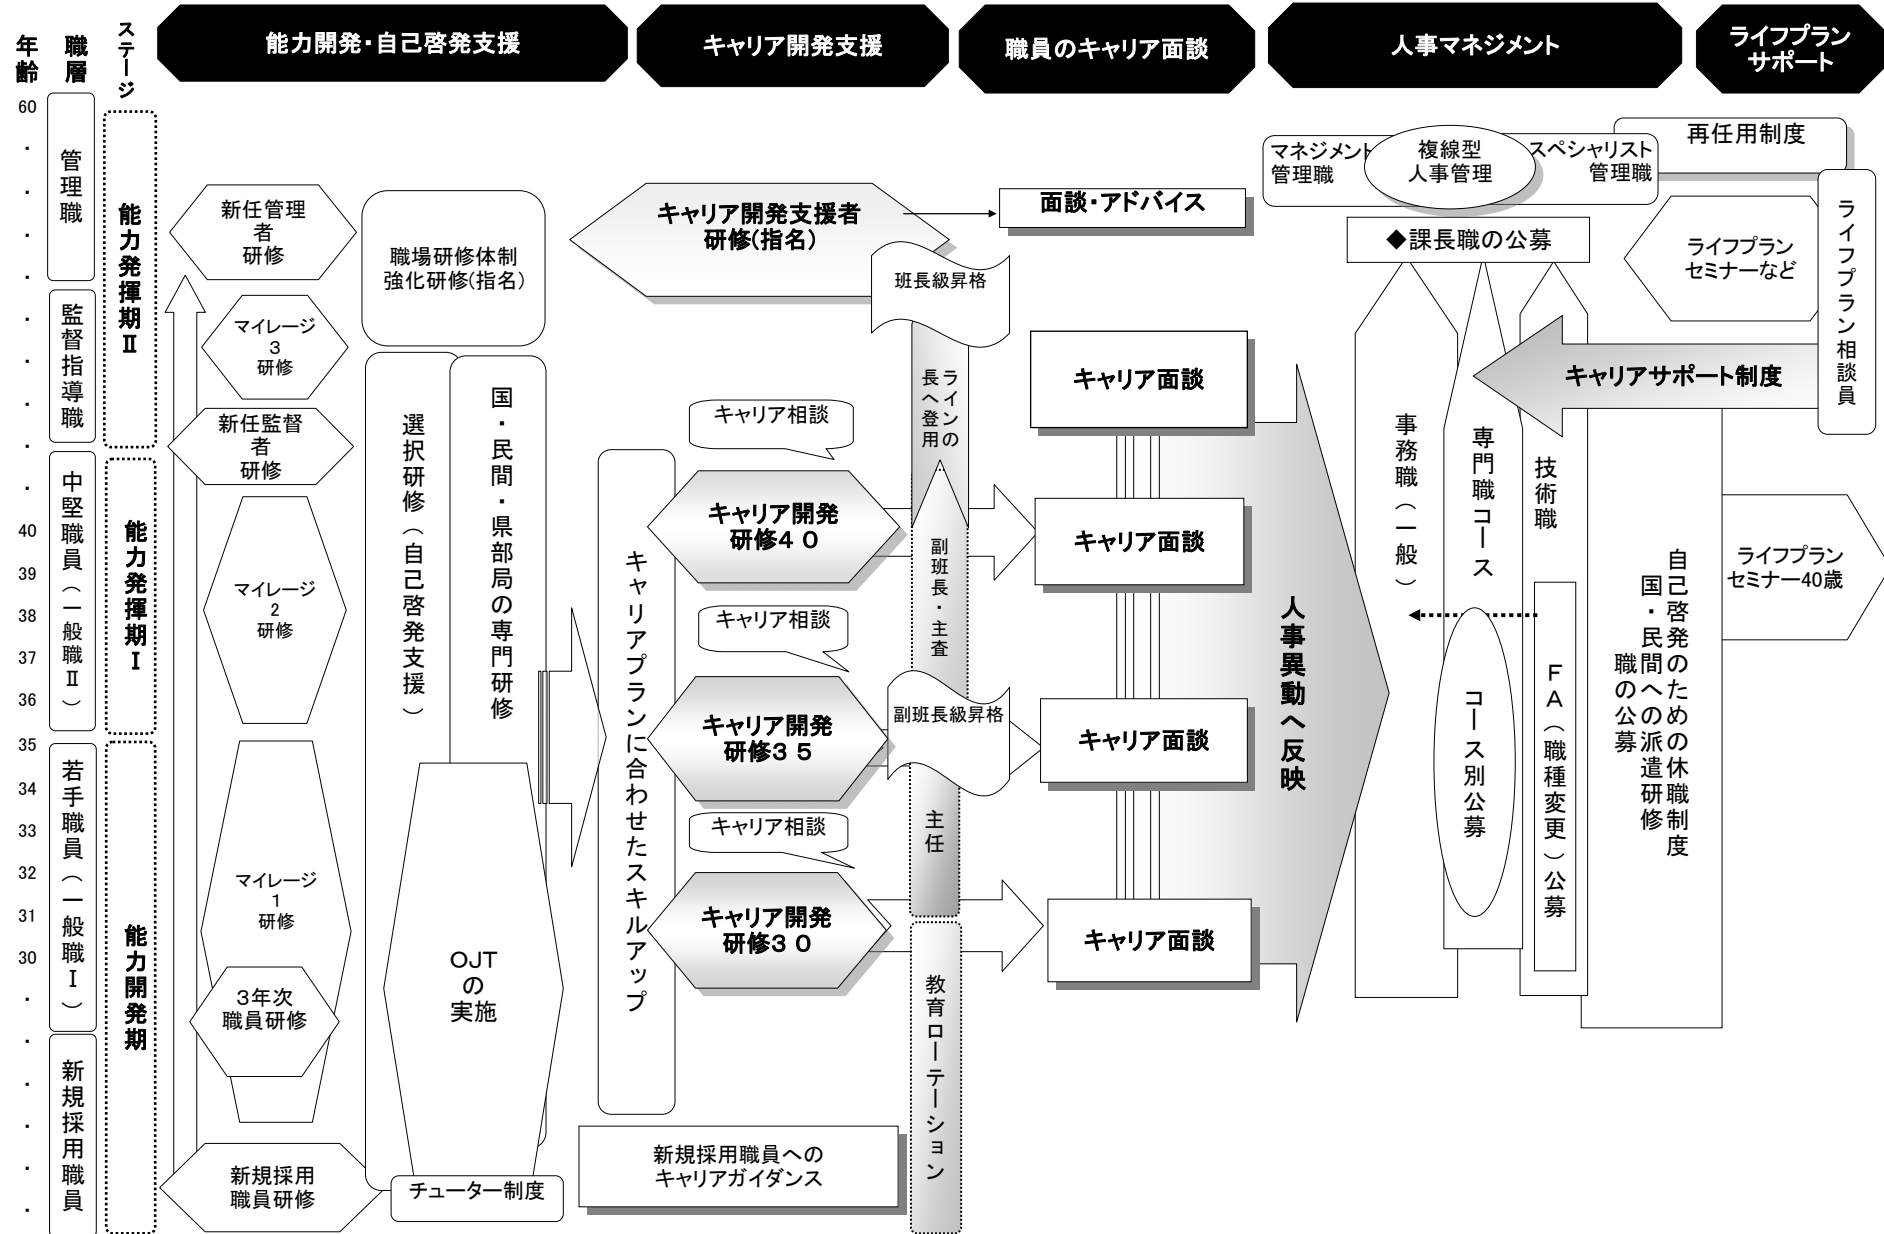 年齢
職層
ステージ
能力開発・自己啓発支援
キャリア開発支援
職員のキャリア面談
人事マネジメント
ライフプラン
サポート
60
・
・
・
・
・
・
・
・
・
40
39
38
37
36
35
34
33
32
31
30
・
・
・
・
・
・
管理職
監督指導職
中堅職員（一般職Ⅱ）
若手職員（一般職Ⅰ）
新規採用職員
能力発揮期Ⅱ
能力発揮期Ⅰ
能力開発期
新任管理
者
研修
マイレージ
3
研修
新任監督
者
研修
マイレージ
2
研修
マイレージ
1
研修
3年次
職員研修
新規採用
職員研修
職場研修体制
強化研修(指名)
選択研修（自己啓発支援）
国・民間・県部局の専門研修
OJT
の
実施
チューター制度
キャリアプランに合わせたスキルアップ
キャリア開発支援者
研修(指名)
班長級昇格
ラインの
長へ登用
キャリア相談
キャリア開発
研修４０
副班長・主査
キャリア相談
キャリア開発
研修３５
副班長級昇格
キャリア相談
主任
キャリア開発
研修３０
教育ローテーション
新規採用職員への
キャリアガイダンス
面談・アドバイス
キャリア面談
キャリア面談
キャリア面談
キャリア面談
人事異動へ反映
マネジメント
管理職
複線型
人事管理
スペシャリスト
管理職
再任用制度
◆課長職の公募
事務職（一般）
専門職コース
技術職
コース別公募
ＦＡ（職種変更）公募
自己啓発のための休職制度
国・民間への派遣研修
職の公募
ライフプラン
セミナーなど
ライフプラン相談員
キャリアサポート制度
ライフプラン
セミナー40歳